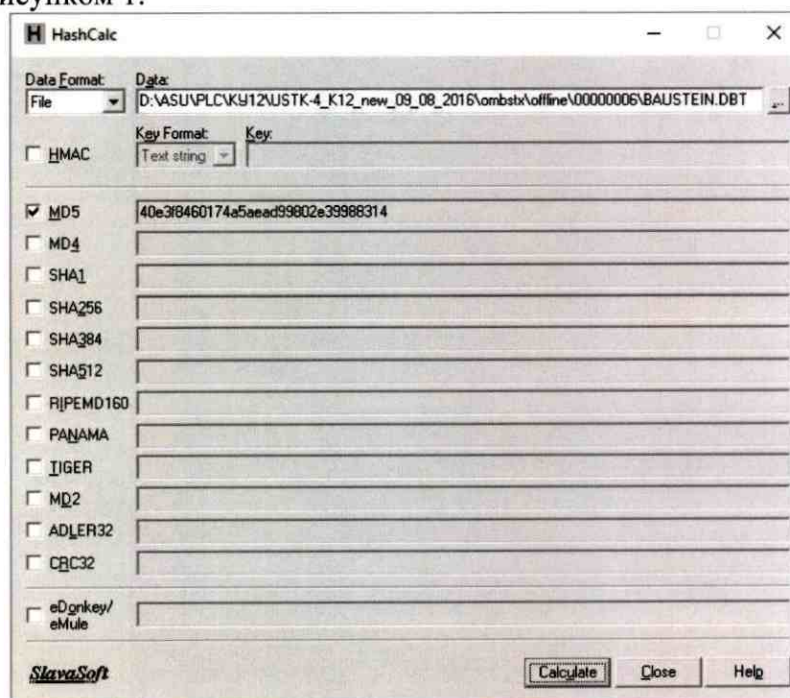 HashCalc
Data Format: Data:
File D:\ASU\PLC\КУ12\USTK-4_K12_new_09_08_2016\ombstx\offline\00000006\BAUSTEIN.DBT ...
Key Format: Key:
HMAC Text string
MD5 40e3f8460174a5aead99802e39988314
MD4
SHA1
SHA256
SHA384
SHA512
RIPEMD160
PANAMA
TIGER
MD2
ADLER32
CRC32
eDonkey/
eMule
SlavaSoft Calculate Close Help